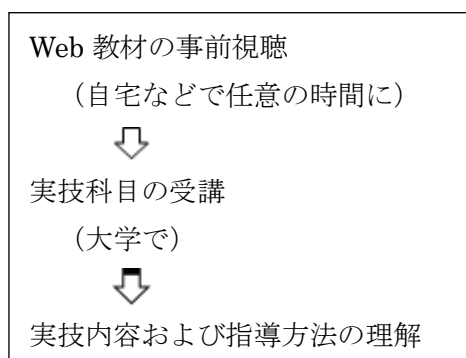 Web 教材の事前視聴
（自宅などで任意の時間に）
実技科目の受講
（大学で）
実技内容および指導方法の理解